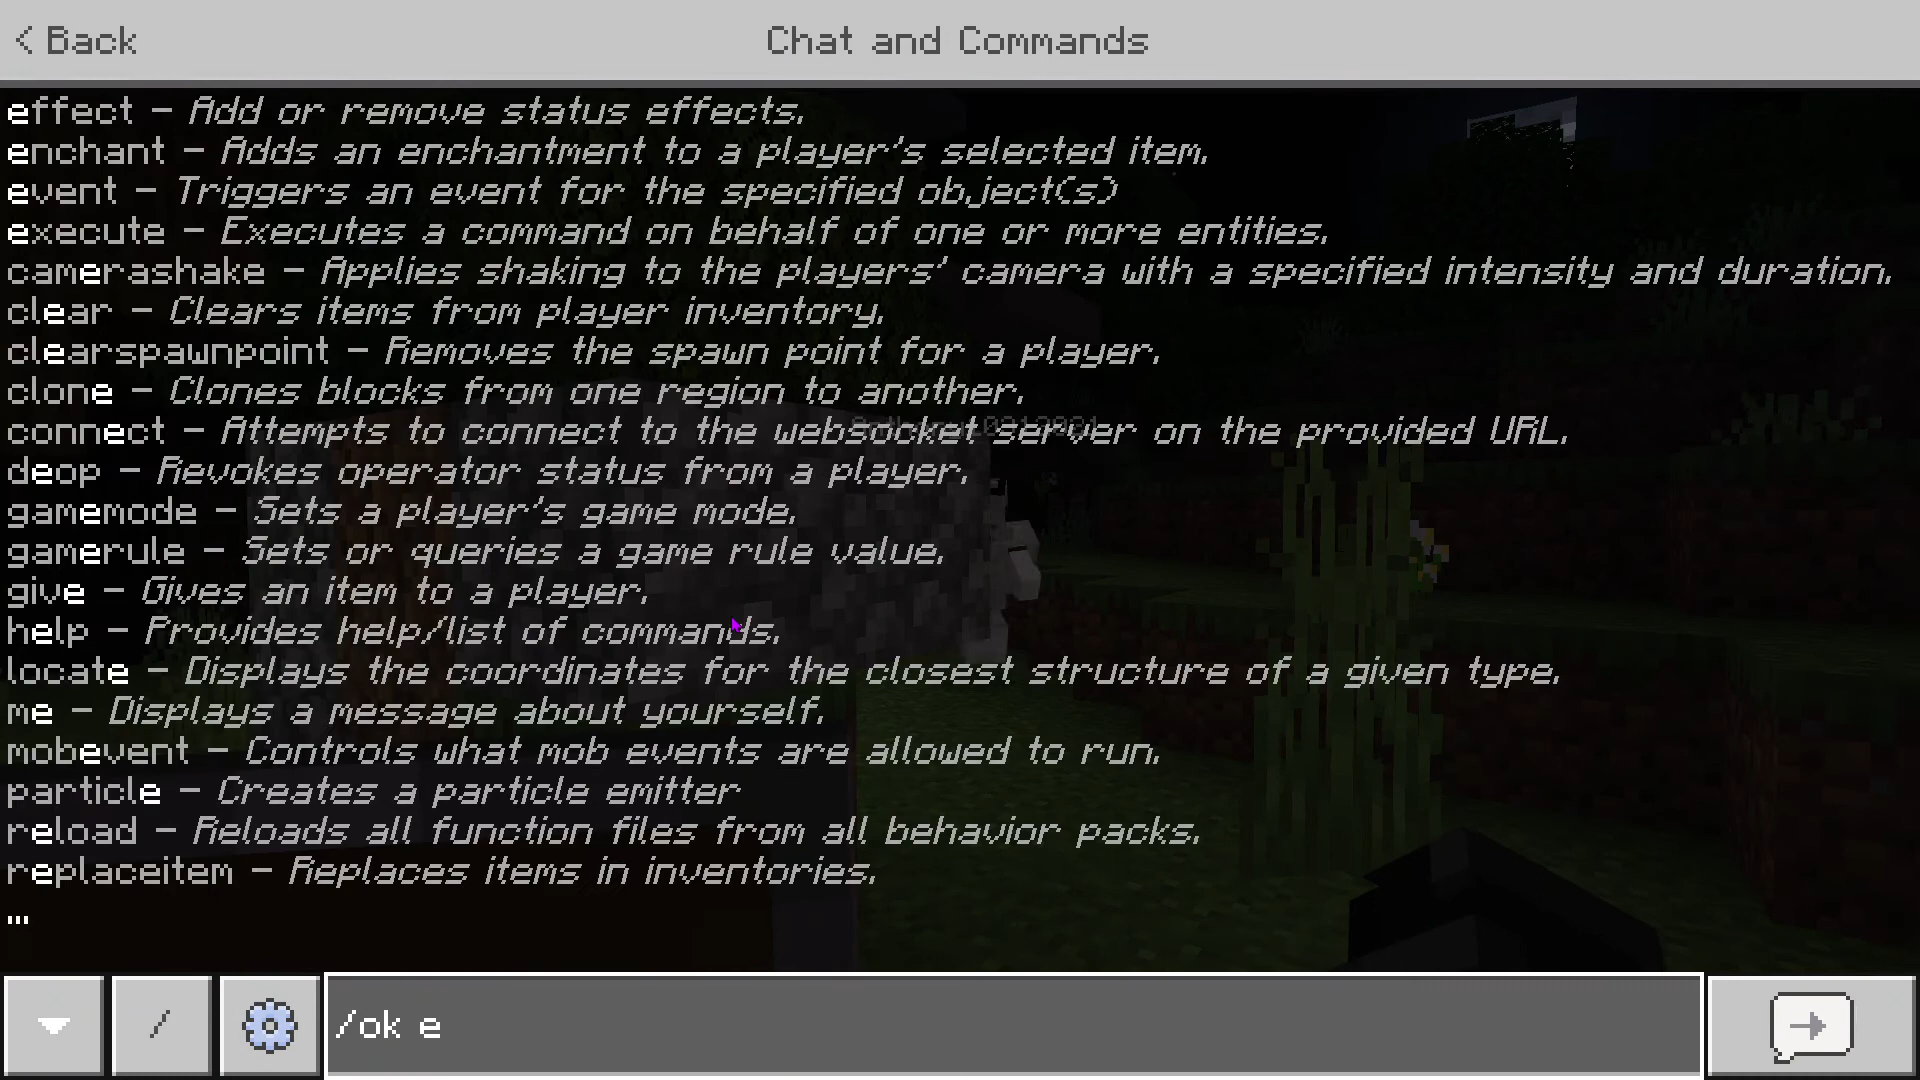 < Back
Chat and Commands
effect - Add or remove status effects.
enchant - Adds an enchantment to a player's selected item.
event - Triggers an event for the specified object(s)
execute - Executes a command on behalf of one or more entities.
camerashake - Applies shaking to the players' camera with a specified intensity and duration.
clear - Clears items from player inventory.
clearspawnpoint - Removes the spawn point for a player.
clone - Clones blocks from one region to another.
connect - Attempts to connect to the websocket server on the provided URL.
deop - Revokes operator status from a player.
gamemode - Sets a player's game mode.
gamerule - Sets or queries a game rule value.
give - Gives an item to a player.
help - Provides help/list of commands.
locate - Displays the coordinates for the closest structure of a given type.
me - Displays a message about yourself.
mobevent - Controls what mob events are allowed to run.
particle - Creates a particle emitter
reload - Reloads all function files from all behavior packs.
replaceitem - Replaces items in inventories.
...
/
/ok e